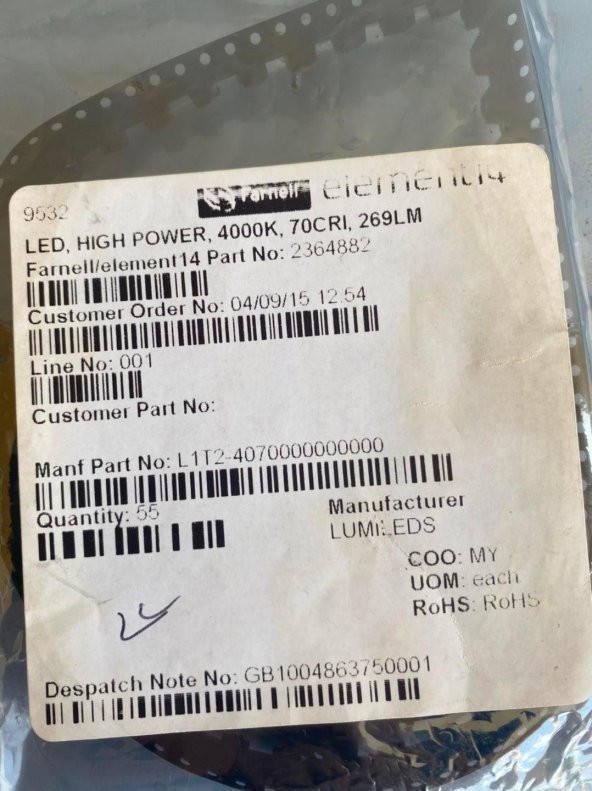 9532
Farnell element14
LED, HIGH POWER, 4000K, 70CRI, 269LM
Farnell/element14 Part No: 2364882
Customer Order No: 04/09/15 12.54
Line No: 001
Customer Part No:
Manf Part No: L1T2-4070000000000
Quantity: 55
Manufacturer
LUMILEDS
COO: MY
UOM: each
RoHS: RoHS
Despatch Note No: GB1004863750001